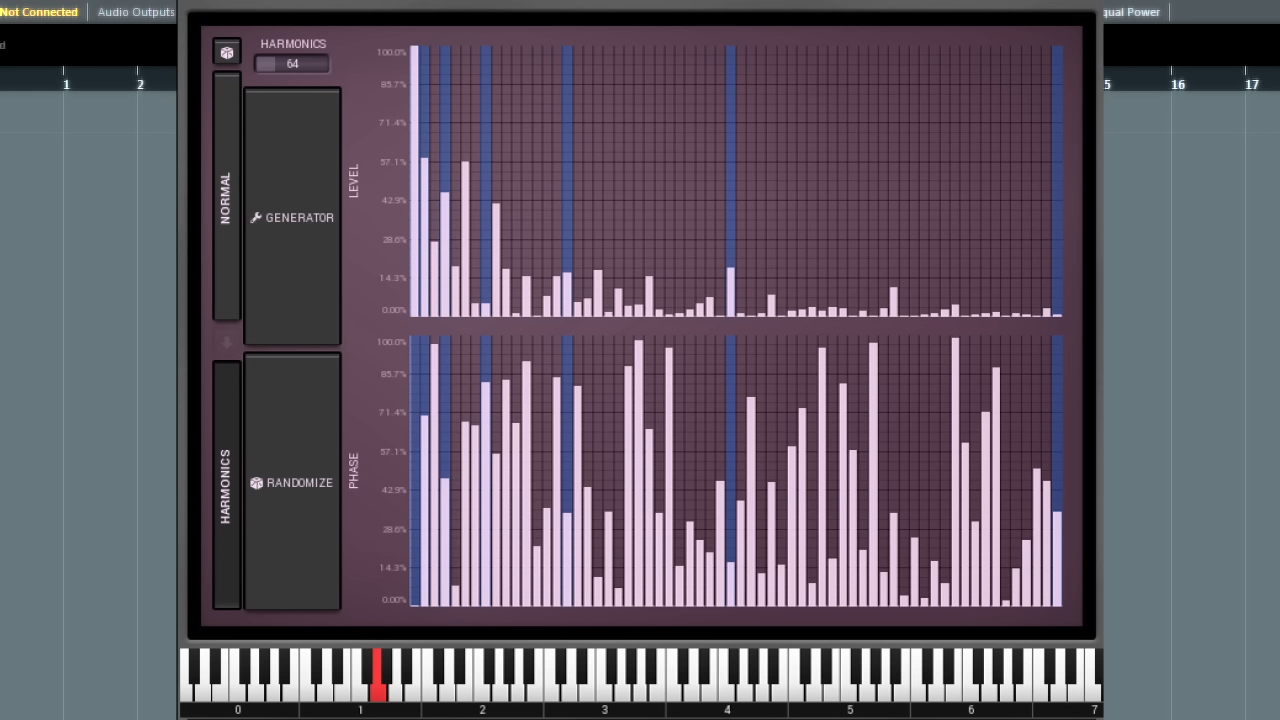 Not Connected
Audio Outputs
qual Power
d
1
2
5
16
17
HARMONICS
64
NORMAL
GENERATOR
HARMONICS
RANDOMIZE
LEVEL
100.0%
85.7%
71.4%
57.1%
42.9%
28.6%
14.3%
0.00%
PHASE
100.0%
85.7%
71.4%
57.1%
42.9%
28.6%
14.3%
0.00%
0
1
2
3
4
5
6
7